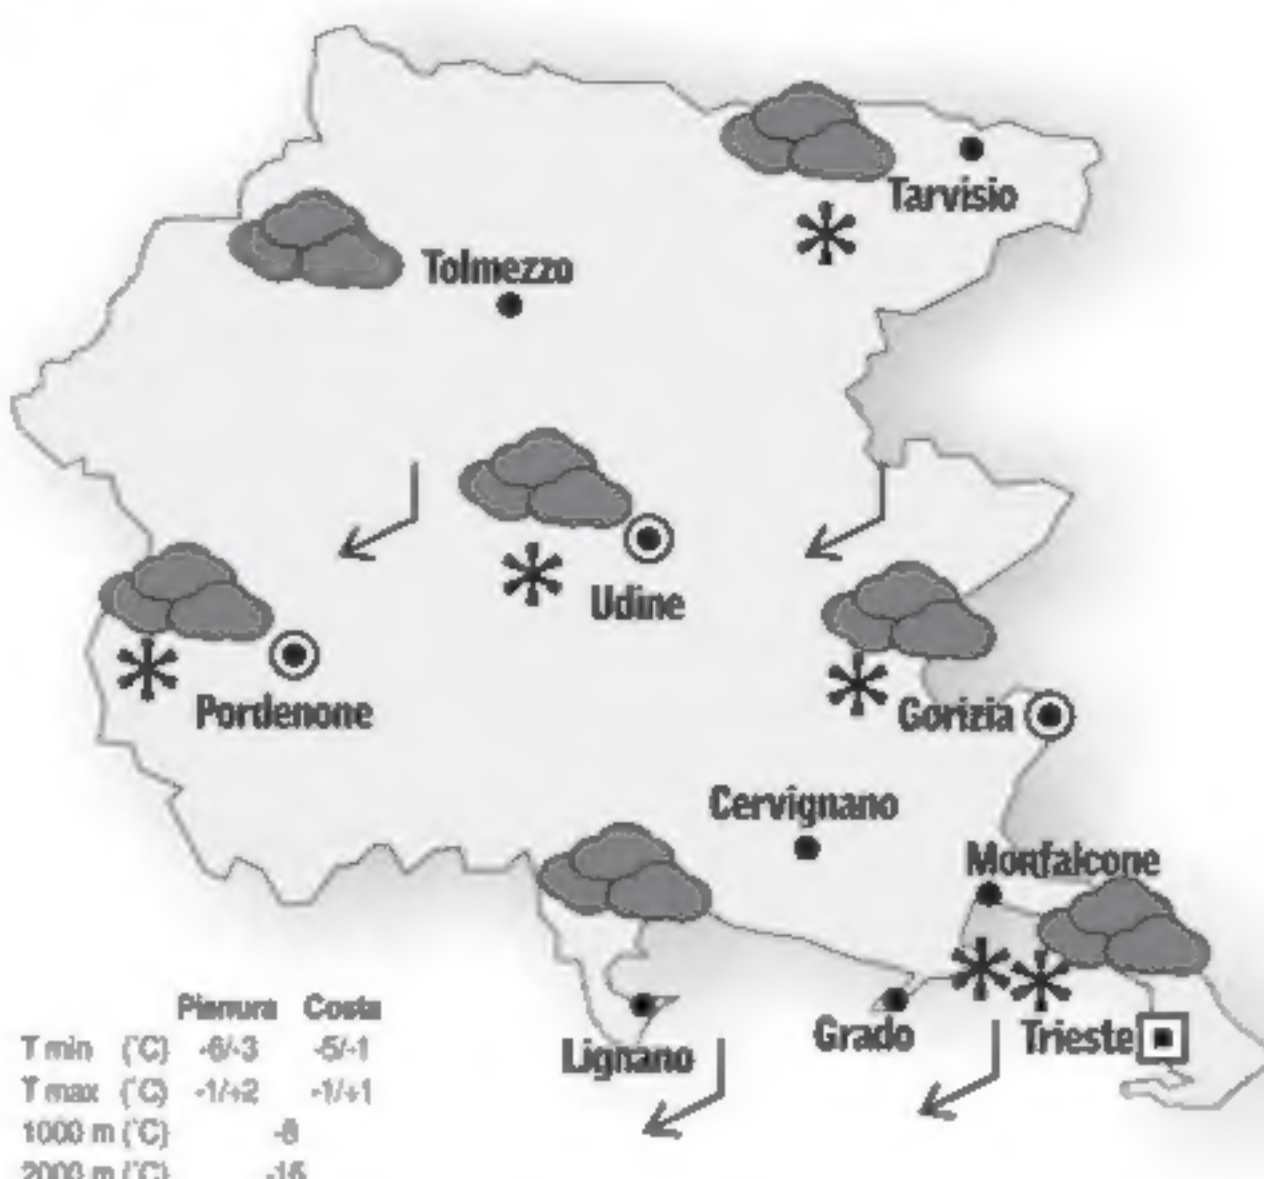 Tarvisio
Tolmezzo
Udine
Pordenone
Gorizia
Cervignano
Monfalcone
Lignano
Grado
Trieste
Pianura Costa
T min (°C) -6/-3 -5/-1
T max (°C) -1/+2 -1/+1
1000 m (°C) -8
2000 m (°C)